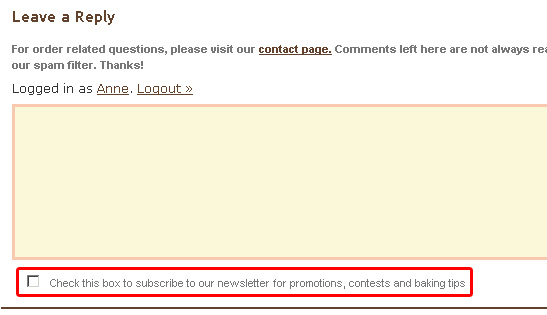 Leave a Reply
For order related questions, please visit our contact page. Comments left here are not always
our spam filter. Thanks!
Logged in as Anne. Logout »
Check this box to subscribe to our newsletter for promotions, contests and baking tips